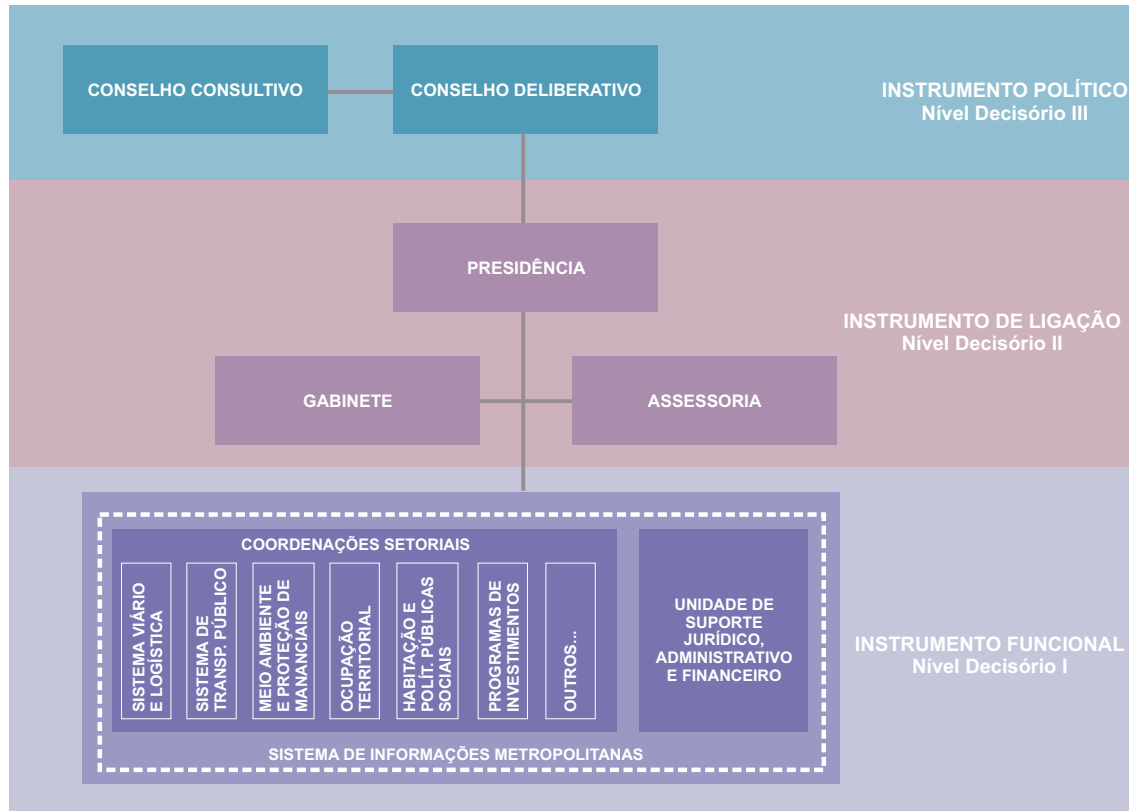 CONSELHO CONSULTIVO
CONSELHO DELIBERATIVO
INSTRUMENTO POLÍTICO
Nível Decisório III
PRESIDÊNCIA
INSTRUMENTO DE LIGAÇÃO
Nível Decisório II
GABINETE
ASSESSORIA
COORDENAÇÕES SETORIAIS
SISTEMA VIÁRIO
E LOGÍSTICA
SISTEMA DE
TRANSP. PÚBLICO
MEIO AMBIENTE
E PROTEÇÃO DE
MANANCIAIS
OCUPAÇÃO
TERRITORIAL
HABITAÇÃO E
POLÍT. PÚBLICAS
SOCIAIS
PROGRAMAS DE
INVESTIMENTOS
OUTROS...
UNIDADE DE
SUPORTE
JURÍDICO,
ADMINISTRATIVO
E FINANCEIRO
INSTRUMENTO FUNCIONAL
Nível Decisório I
SISTEMA DE INFORMAÇÕES METROPOLITANAS